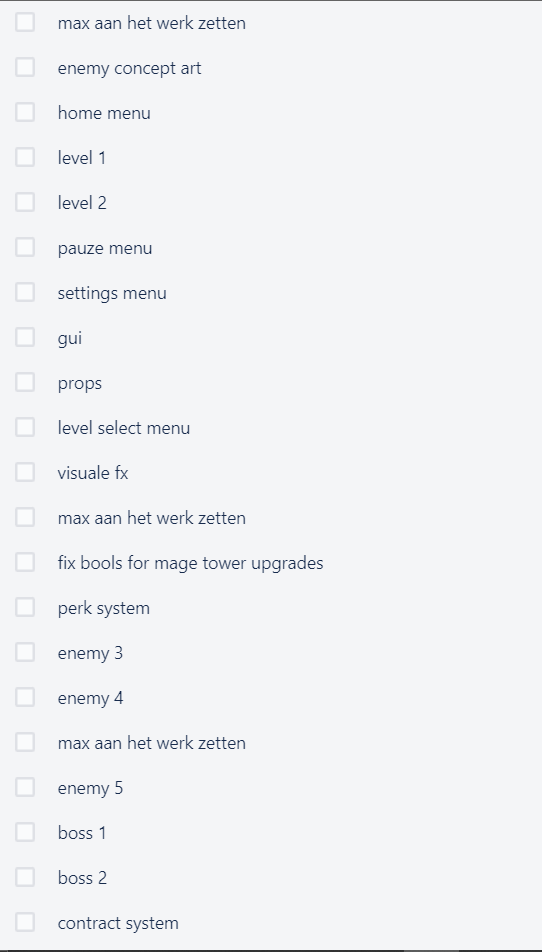 max aan het werk zetten
enemy concept art
home menu
level 1
level 2
pauze menu
settings menu
gui
props
level select menu
visuale fx
max aan het werk zetten
fix bools for mage tower upgrades
perk system
enemy 3
enemy 4
max aan het werk zetten
enemy 5
boss 1
boss 2
contract system